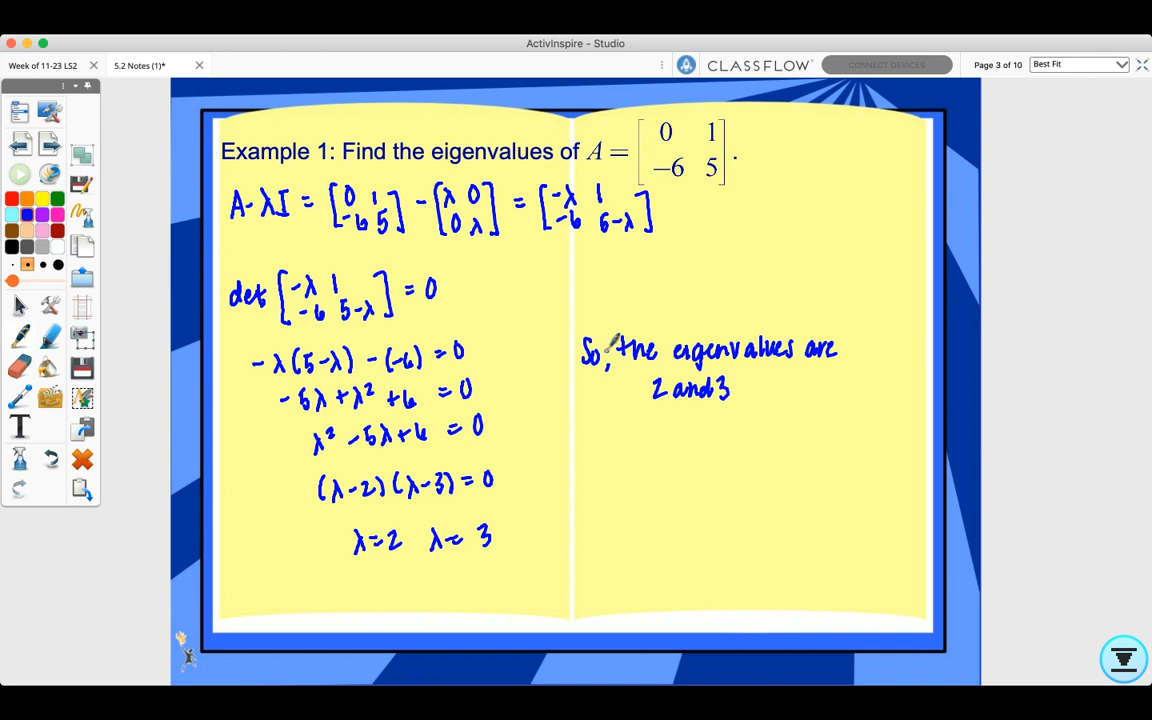 ActivInspire - Studio
Week of 11-23 LS2
5.2 Notes (1)*
CLASSFLOW
CONNECT DEVICES
Page 3 of 10
Best Fit
Example 1: Find the eigenvalues of A = [0 1
-6 5].
A-λI = [0 1 - [λ 0 = [-λ 1
-6 5] 0 λ] -6 5-λ]
det [-λ 1
-6 5-λ] = 0
-λ(5-λ) - (-6) = 0
-5λ + λ² + 6 = 0
λ² - 5λ + 6 = 0
(λ-2)(λ-3) = 0
λ=2 λ= 3
So, the eigenvalues are
2 and 3
T